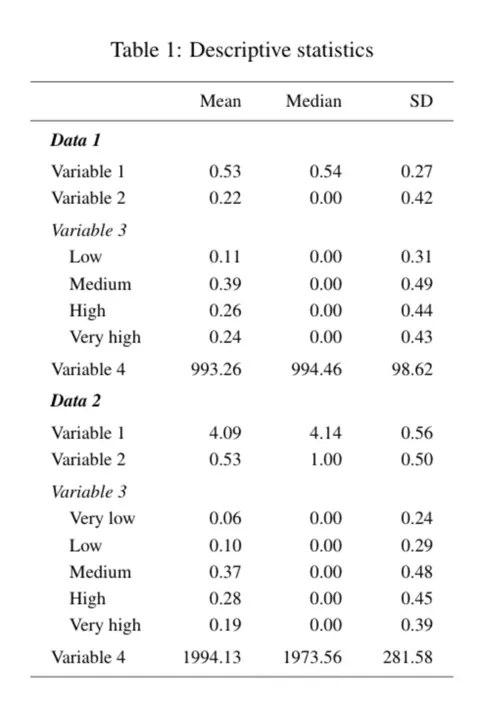 Table 1: Descriptive statistics
Mean Median SD
Data 1
Variable 1 0.53 0.54 0.27
Variable 2 0.22 0.00 0.42
Variable 3
Low 0.11 0.00 0.31
Medium 0.39 0.00 0.49
High 0.26 0.00 0.44
Very high 0.24 0.00 0.43
Variable 4 993.26 994.46 98.62
Data 2
Variable 1 4.09 4.14 0.56
Variable 2 0.53 1.00 0.50
Variable 3
Very low 0.06 0.00 0.24
Low 0.10 0.00 0.29
Medium 0.37 0.00 0.48
High 0.28 0.00 0.45
Very high 0.19 0.00 0.39
Variable 4 1994.13 1973.56 281.58